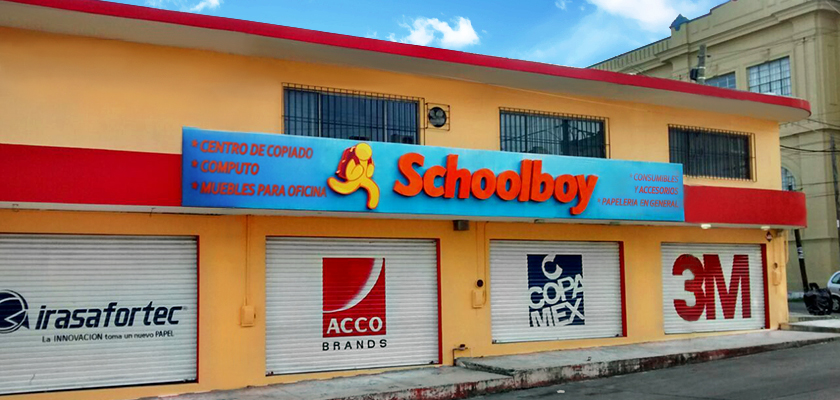 * CENTRO DE COPIADO
* COMPUTO
* MUEBLES PARA OFICINA
Schoolboy
* CONSUMIBLES
Y ACCESORIOS
* PAPELERIA EN GENERAL
irasafortec
La INNOVACION toma un nuevo PAPEL
ACCO
BRANDS
COPA
MEX
3M